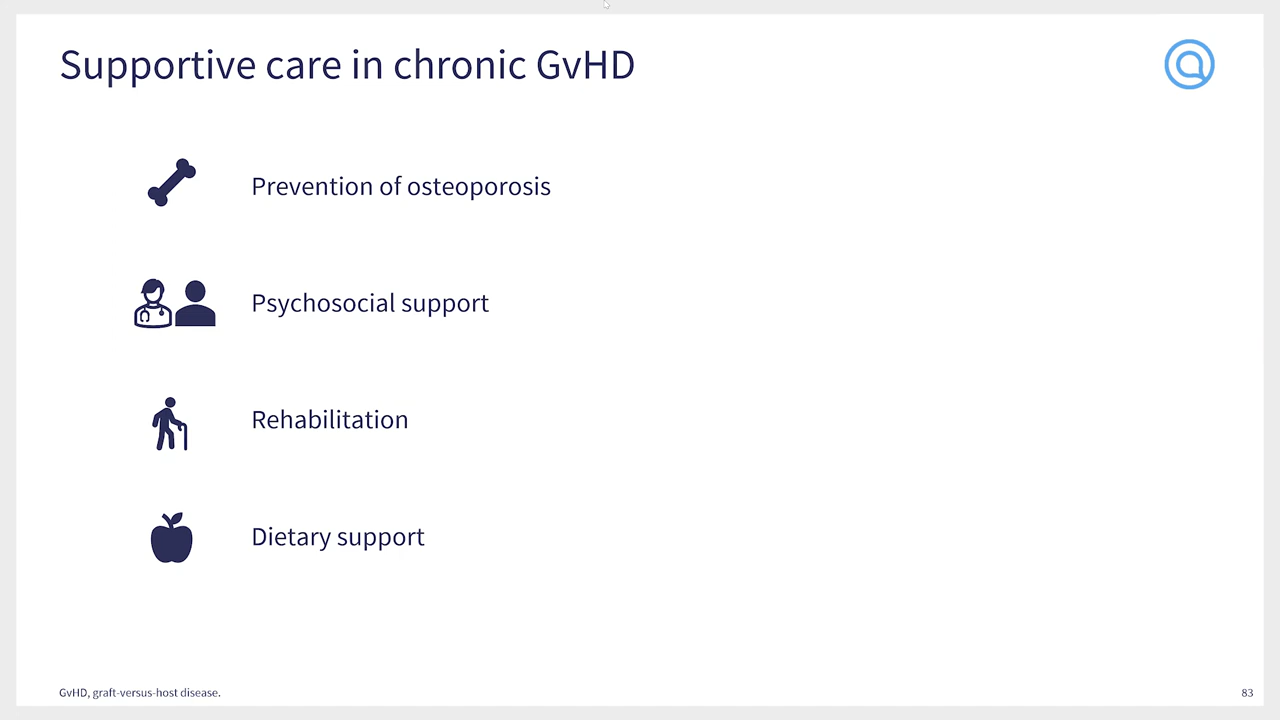 Supportive care in chronic GvHD
Prevention of osteoporosis
Psychosocial support
Rehabilitation
Dietary support
GvHD, graft-versus-host disease.
83